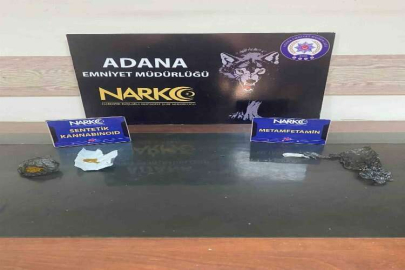 ADANA
EMNİYET MÜDÜRLÜĞÜ
NARKO
NARKO
SENTETİK
KANNABİNOİD
NARKO
METAMFETAMİN